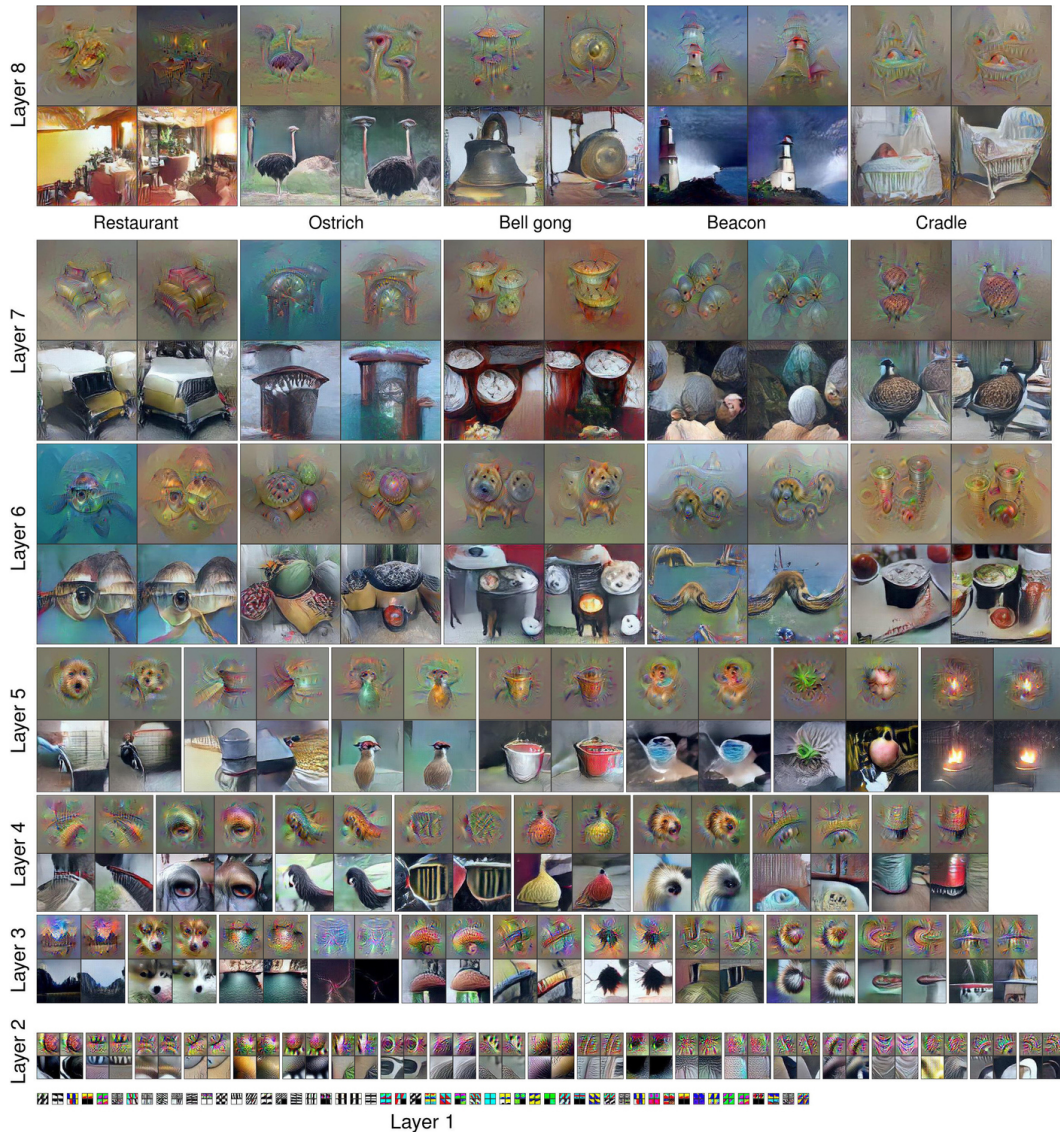 Layer 8
Restaurant
Ostrich
Bell gong
Beacon
Cradle
Layer 7
Layer 6
Layer 5
Layer 4
Layer 3
Layer 2
Layer 1